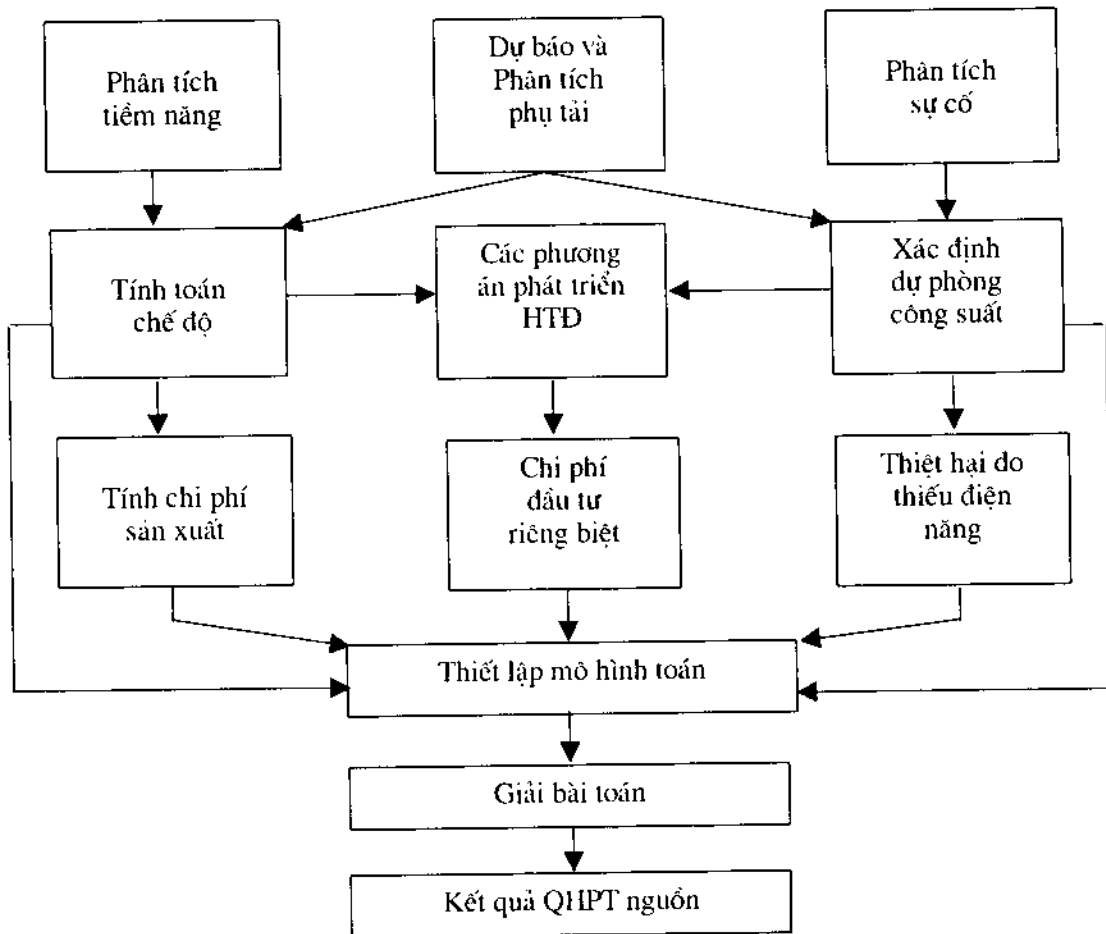 Phân tích
tiềm năng
Dự báo và
Phân tích
phụ tải
Phân tích
sự cố
Tính toán
chế độ
Các phương
án phát triển
HTĐ
Xác định
dự phòng
công suất
Tính chi phí
sản xuất
Chi phí
đầu tư
riêng biệt
Thiệt hại do
thiếu điện
năng
Thiết lập mô hình toán
Giải bài toán
Kết quả QHPT nguồn